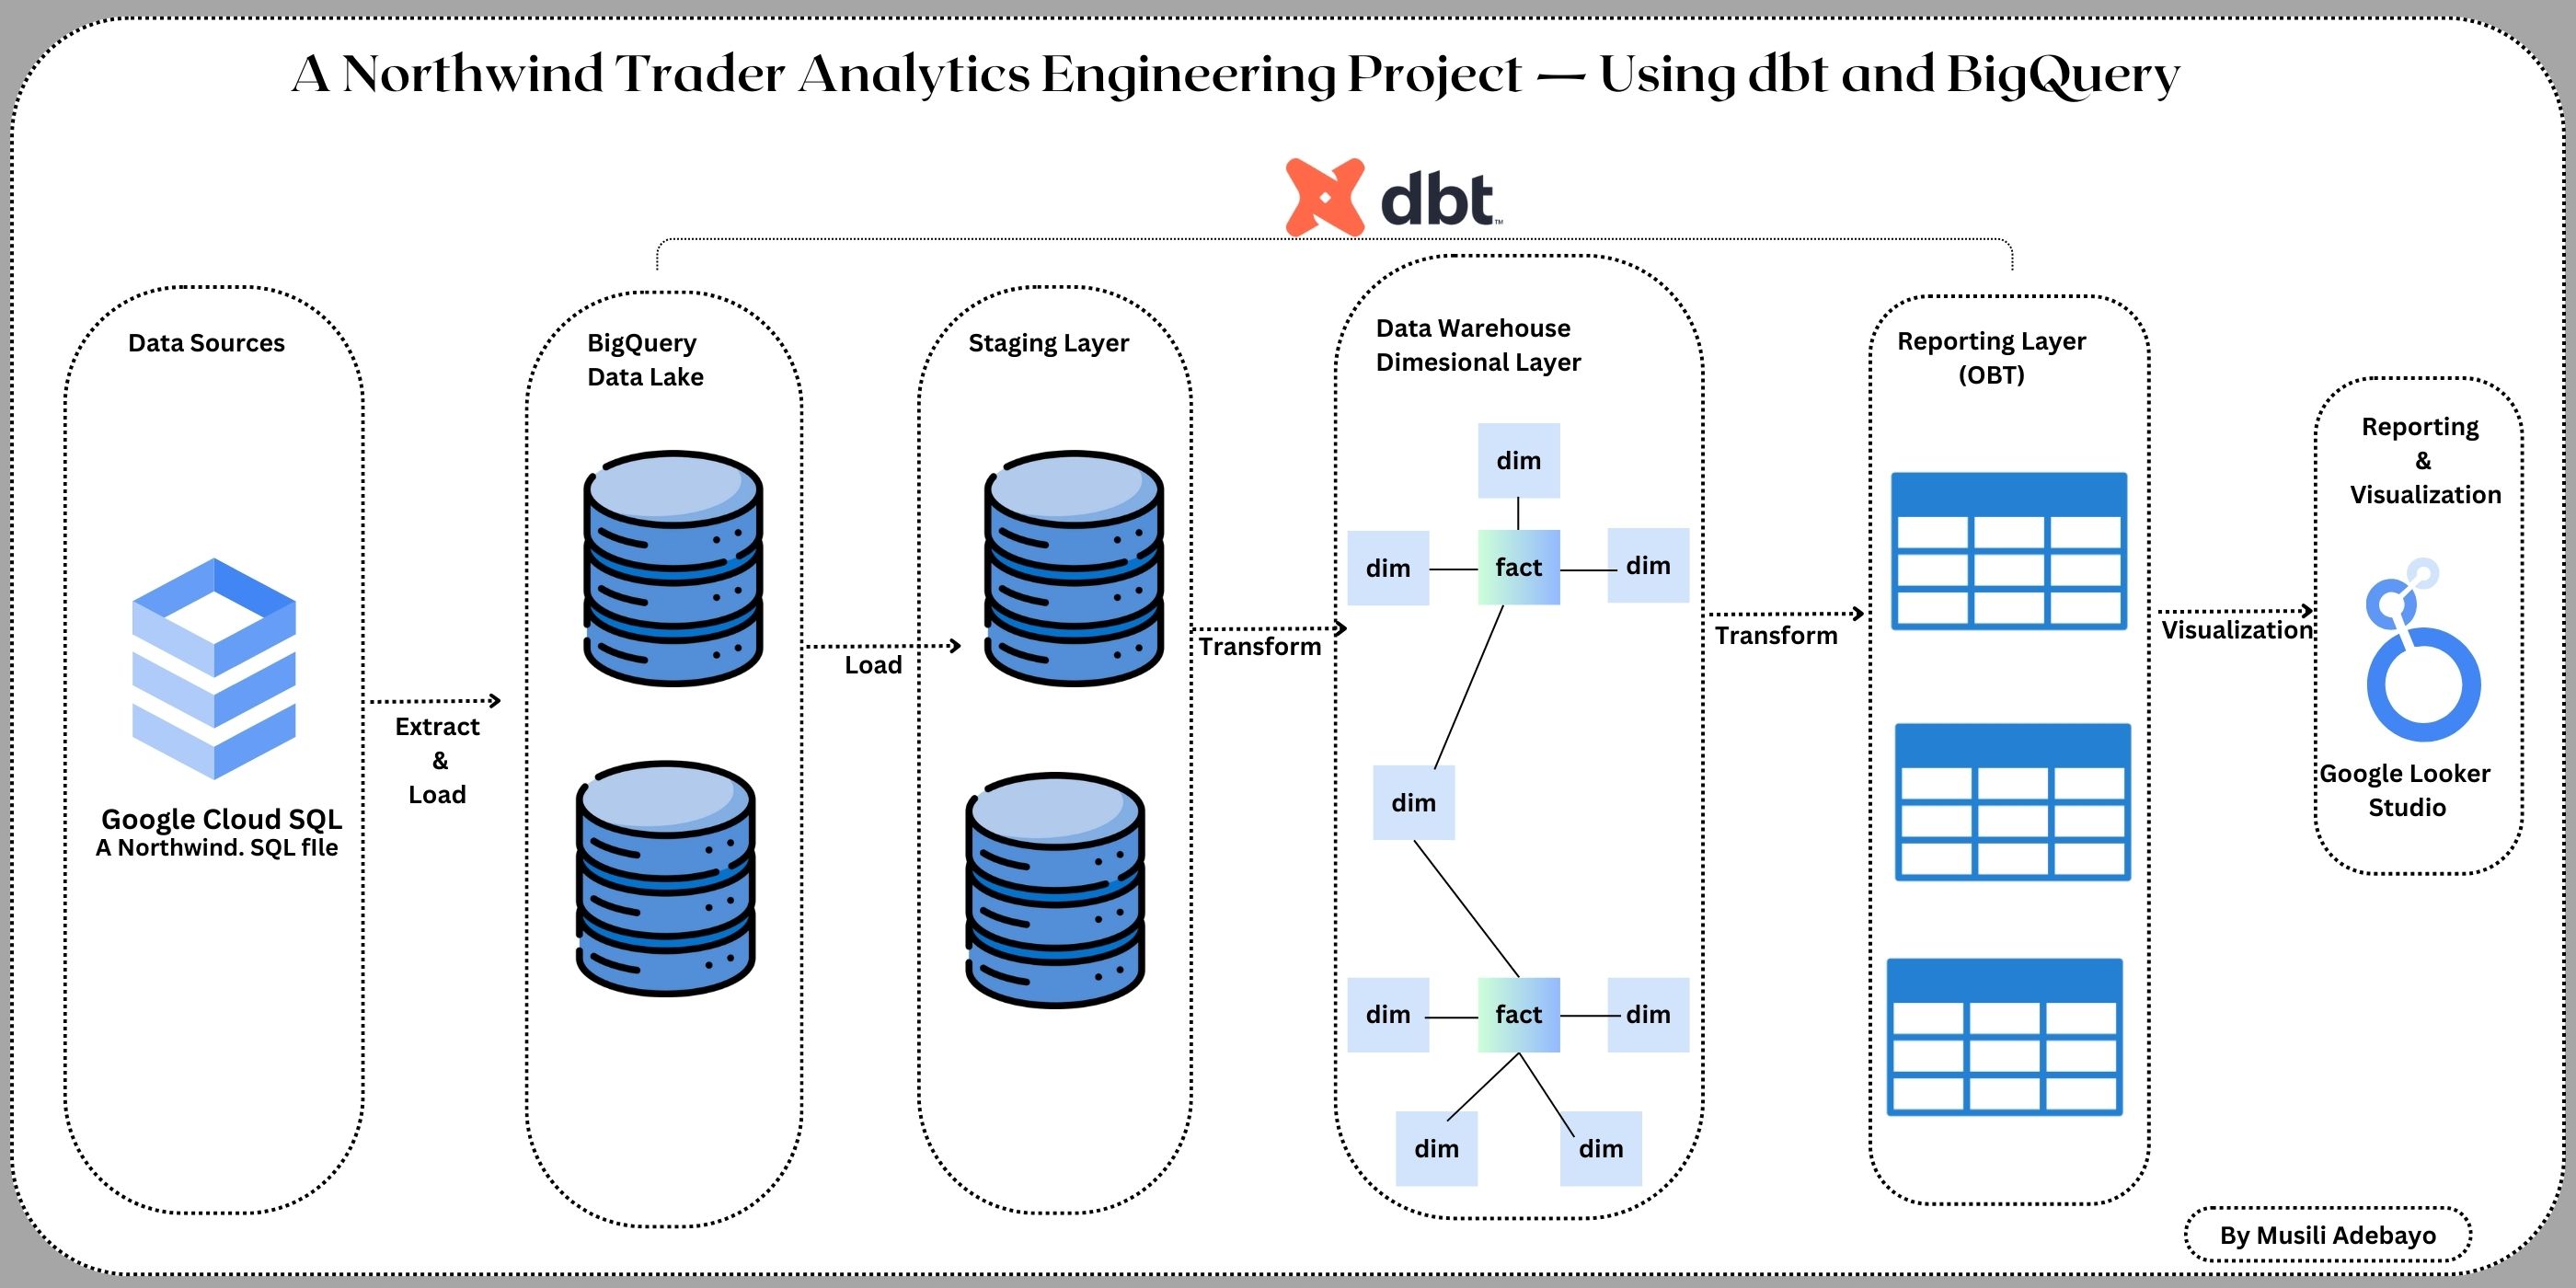 A Northwind Trader Analytics Engineering Project — Using dbt and BigQuery
dbt
TM
Data Sources
Google Cloud SQL
A Northwind. SQL fIle
Extract
&
Load
BigQuery
Data Lake
Load
Staging Layer
Transform
Data Warehouse
Dimesional Layer
dim
dim
fact
dim
dim
dim
fact
dim
dim
dim
Transform
Reporting Layer
(OBT)
Visualization
Reporting
&
Visualization
Google Looker
Studio
By Musili Adebayo